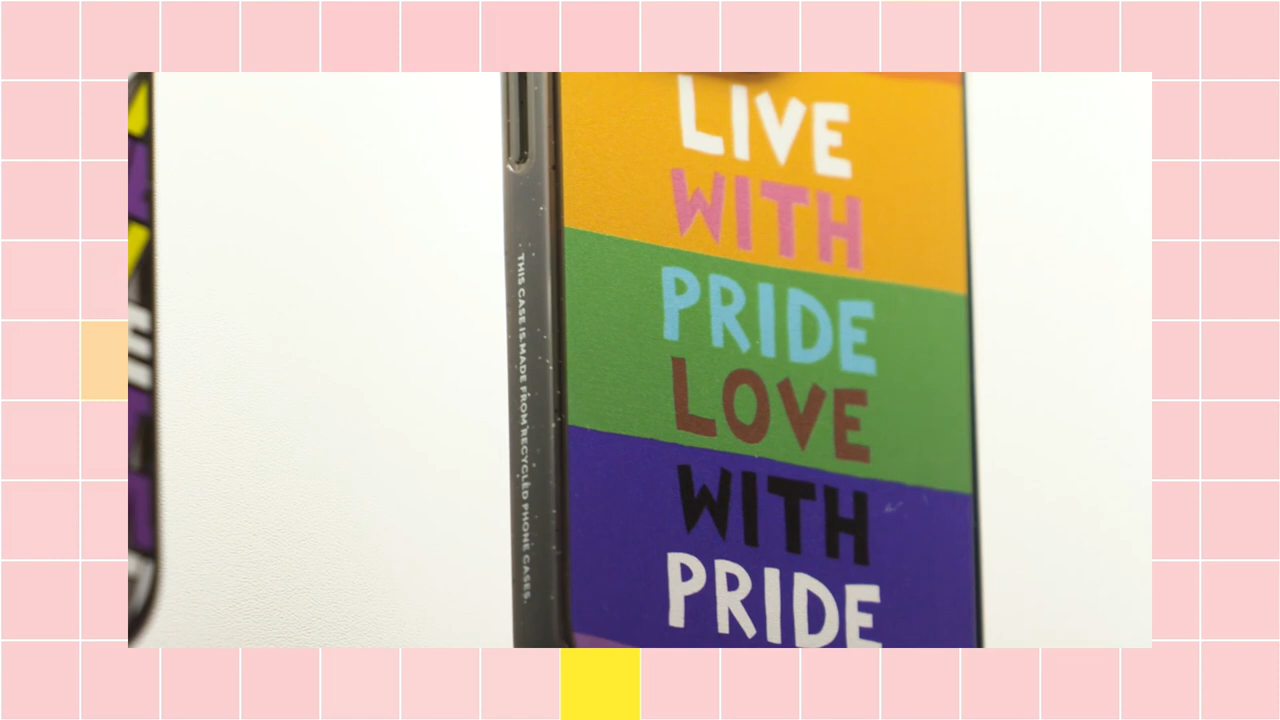 LIVE
WITH
PRIDE
LOVE
WITH
PRIDE
THIS CASE IS MADE FROM RECYCLED PHONE CASES.